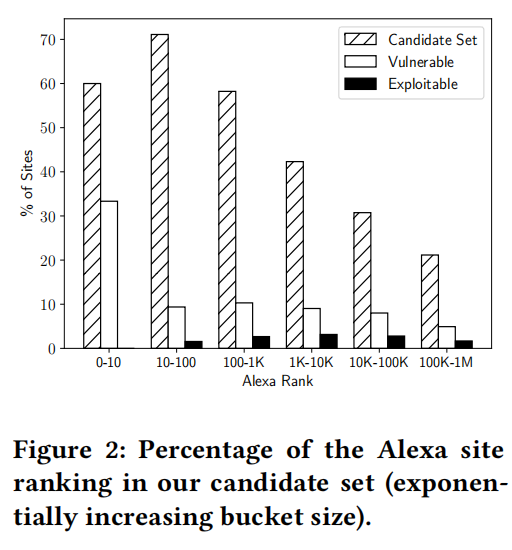 70
60
50
40
30
20
10
0
% of Sites
Candidate Set
Vulnerable
Exploitable
0-10 10-100 100-1K 1K-10K 10K-100K 100K-1M
Alexa Rank
Figure 2: Percentage of the Alexa site
ranking in our candidate set (exponen-
tially increasing bucket size).